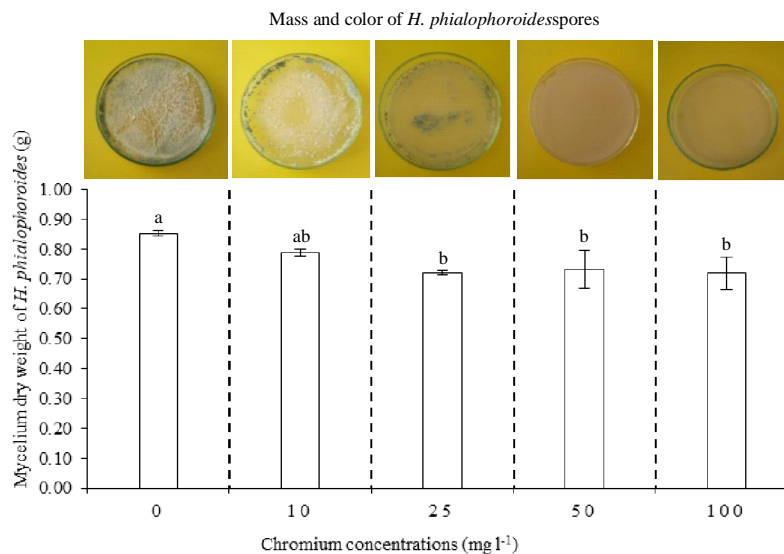 Mass and color of H. phialophoroidesspores
Mycelium dry weight of H. phialophoroides (g)
1.00
0.90
0.80
0.70
0.60
0.50
0.40
0.30
0.20
0.10
0.00
a
ab
b
b
b
0
10
25
50
100
Chromium concentrations (mg l-1)